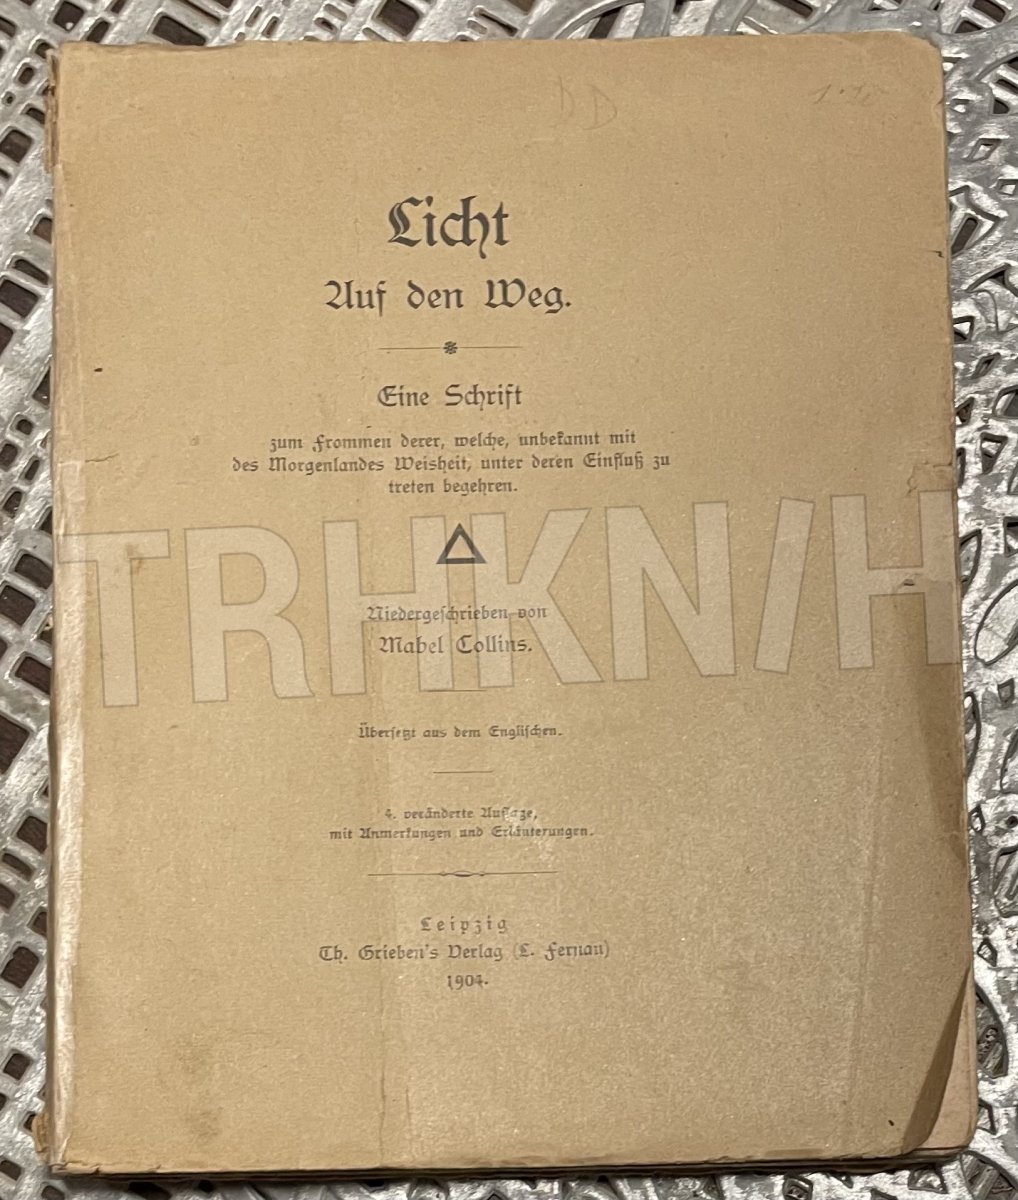 D D
Licht
Auf den Weg.
Eine Schrift
zum Frommen derer, welche, unbekannt mit
des Morgenlandes Weisheit, unter deren Einfluß zu
treten begehren.
TRHKN/H
Niedergeschrieben von
Mabel Collins.
Übersetzt aus dem Englischen.
4. veränderte Auflage,
mit Anmerkungen und Erläuterungen.
Leipzig
Th. Grieben's Verlag (L. Fernau)
1904.